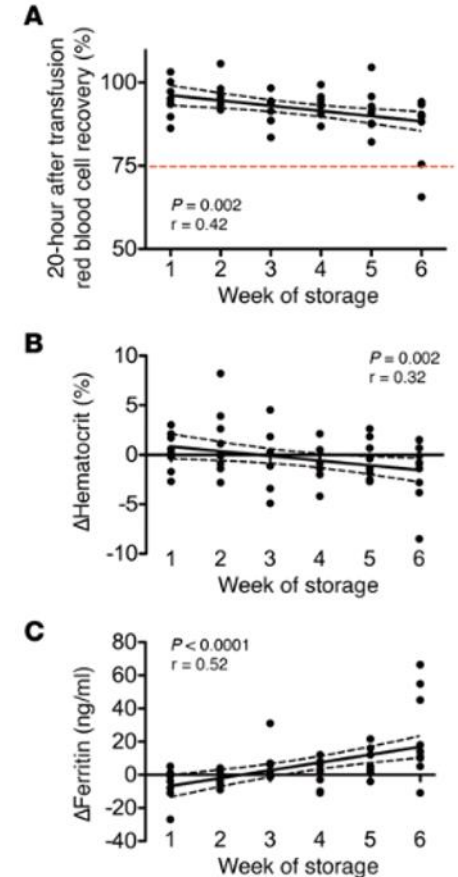 A
20-hour after transfusion
red blood cell recovery (%)
100
75
50
P = 0.002
r = 0.42
1 2 3 4 5 6
Week of storage
B
ΔHematocrit (%)
10
5
0
-5
-10
P = 0.002
r = 0.32
1 2 3 4 5 6
Week of storage
C
ΔFerritin (ng/ml)
80
60
40
20
0
-20
-40
P < 0.0001
r = 0.52
1 2 3 4 5 6
Week of storage